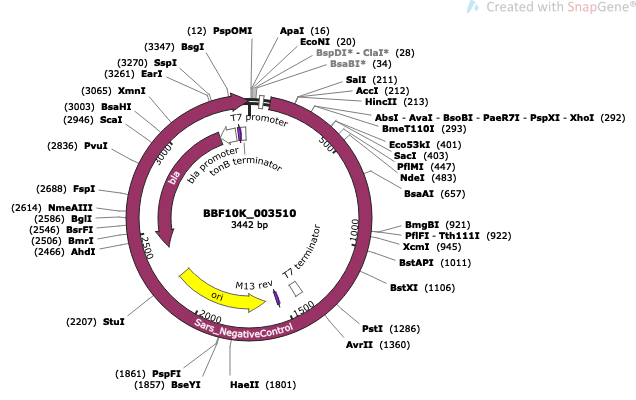 Created with SnapGene®
(12) PspOMI
ApaI (16)
EcoNI (20)
BspDI* - ClaI* (28)
BsaBI* (34)
(3347) BsgI
(3270) SspI
(3261) EarI
(3065) XmnI
(3003) BsaHI
(2946) ScaI
(2836) PvuI
(2688) FspI
(2614) NmeAIII
(2586) BglI
(2546) BsrFI
(2506) BmrI
(2466) AhdI
(2207) StuI
(1861) PspFI
(1857) BseYI
HaeII (1801)
SalI (211)
AccI (212)
HincII (213)
AbsI - AvaI - BsoBI - PaeR7I - PspXI - XhoI (292)
BmeT110I (293)
Eco53kI (401)
SacI (403)
PflMI (447)
NdeI (483)
BsaAI (657)
BmgBI (921)
PflFI - Tth111I (922)
XcmI (945)
BstAPI (1011)
BstXI (1106)
PstI (1286)
AvrII (1360)
T7 promoter
bla promoter
tonB terminator
bla
BBF10K_003510
3442 bp
T7 terminator
M13 rev
ori
Sars_NegativeControl
500
1000
1500
2000
2500
3000